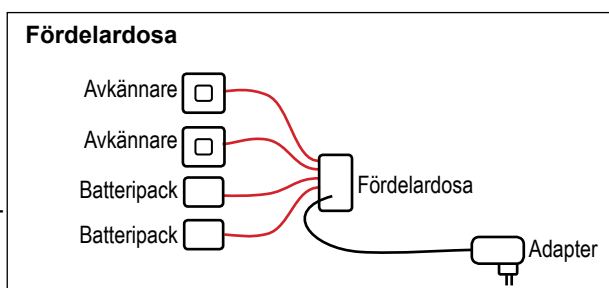 Fördelardosa
Avkännare
Avkännare
Batteripack
Fördelardosa
Batteripack
Adapter